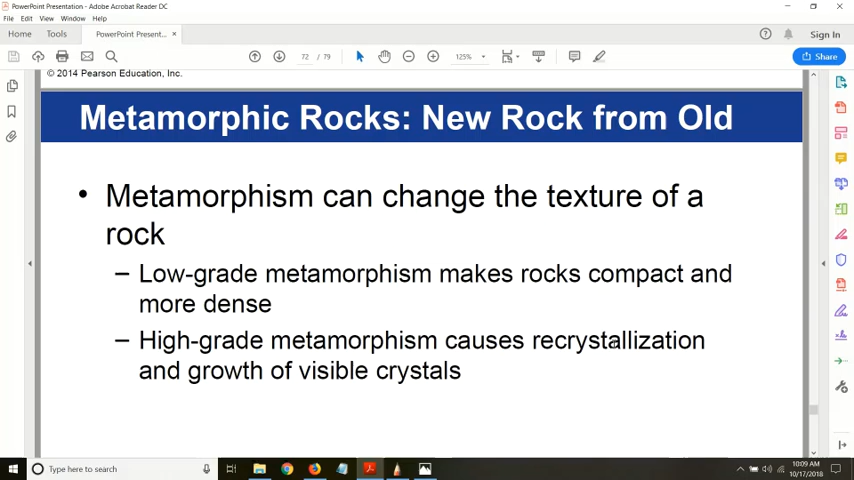 PowerPoint Presentation - Adobe Acrobat Reader DC
File Edit View Window Help
Home Tools PowerPoint Present... × Sign In
72 / 79 125% Share
© 2014 Pearson Education, Inc.
Metamorphic Rocks: New Rock from Old
• Metamorphism can change the texture of a
rock
– Low-grade metamorphism makes rocks compact and
more dense
– High-grade metamorphism causes recrystallization
and growth of visible crystals
Type here to search
10:09 AM
10/17/2018